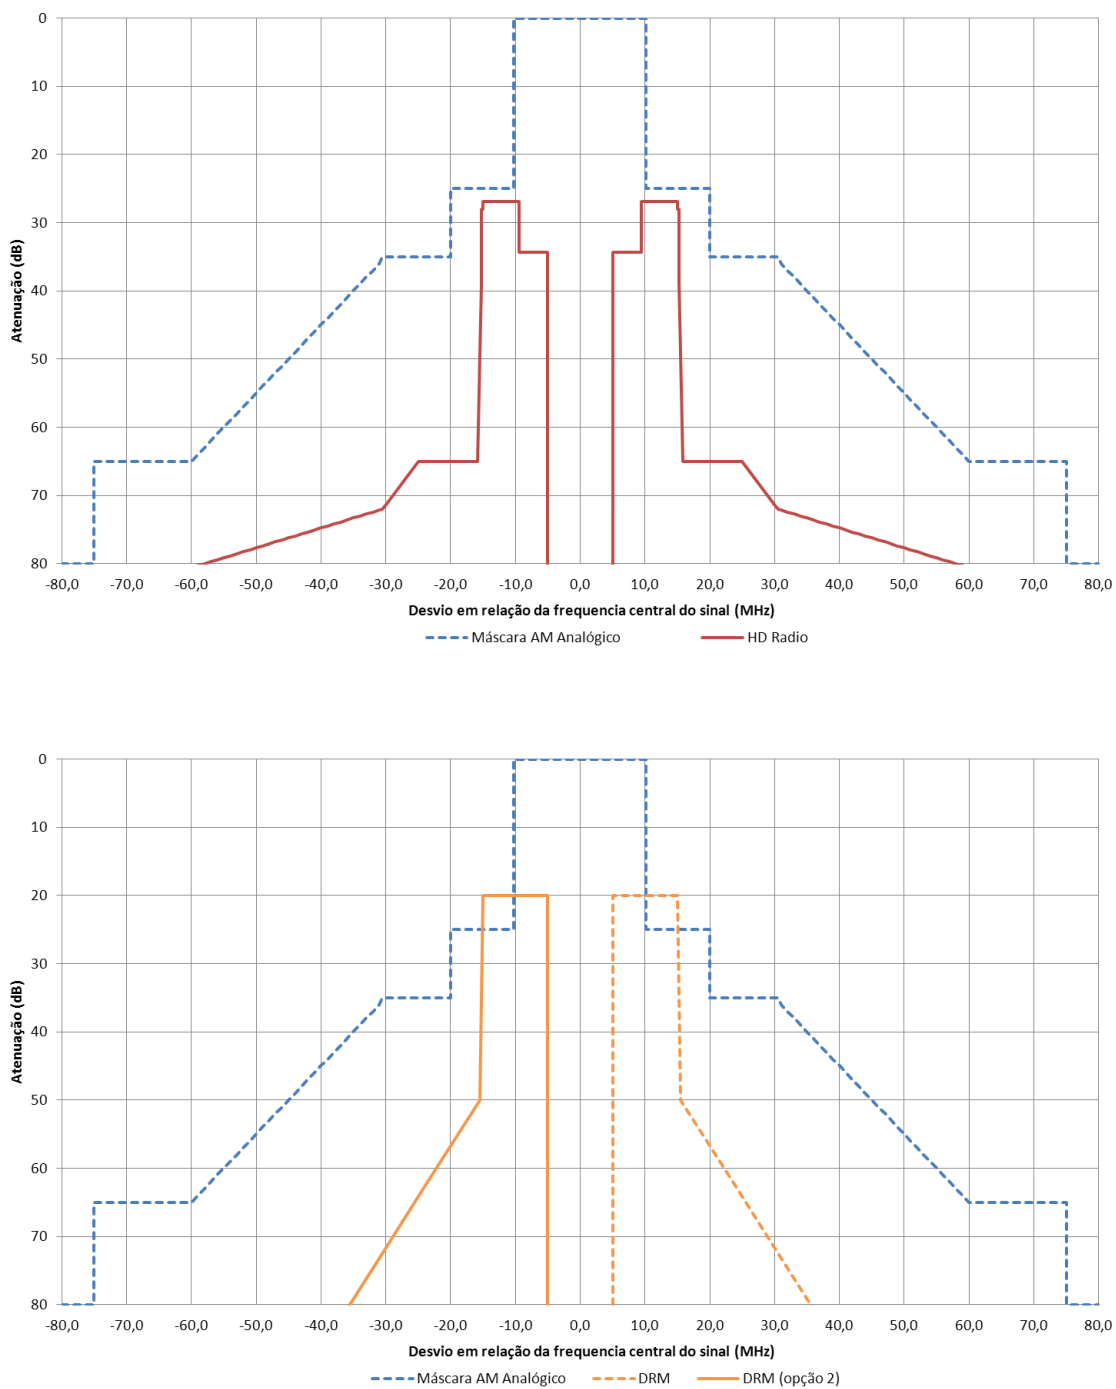 0
10
20
30
40
50
60
70
80
Atenuação (dB)
-80,0 -70,0 -60,0 -50,0 -40,0 -30,0 -20,0 -10,0 0,0 10,0 20,0 30,0 40,0 50,0 60,0 70,0 80,0
Desvio em relação da frequencia central do sinal (MHz)
Máscara AM Analógico HD Radio
0
10
20
30
40
50
60
70
80
Atenuação (dB)
-80,0 -70,0 -60,0 -50,0 -40,0 -30,0 -20,0 -10,0 0,0 10,0 20,0 30,0 40,0 50,0 60,0 70,0 80,0
Desvio em relação da frequencia central do sinal (MHz)
Máscara AM Analógico DRM DRM (opção 2)